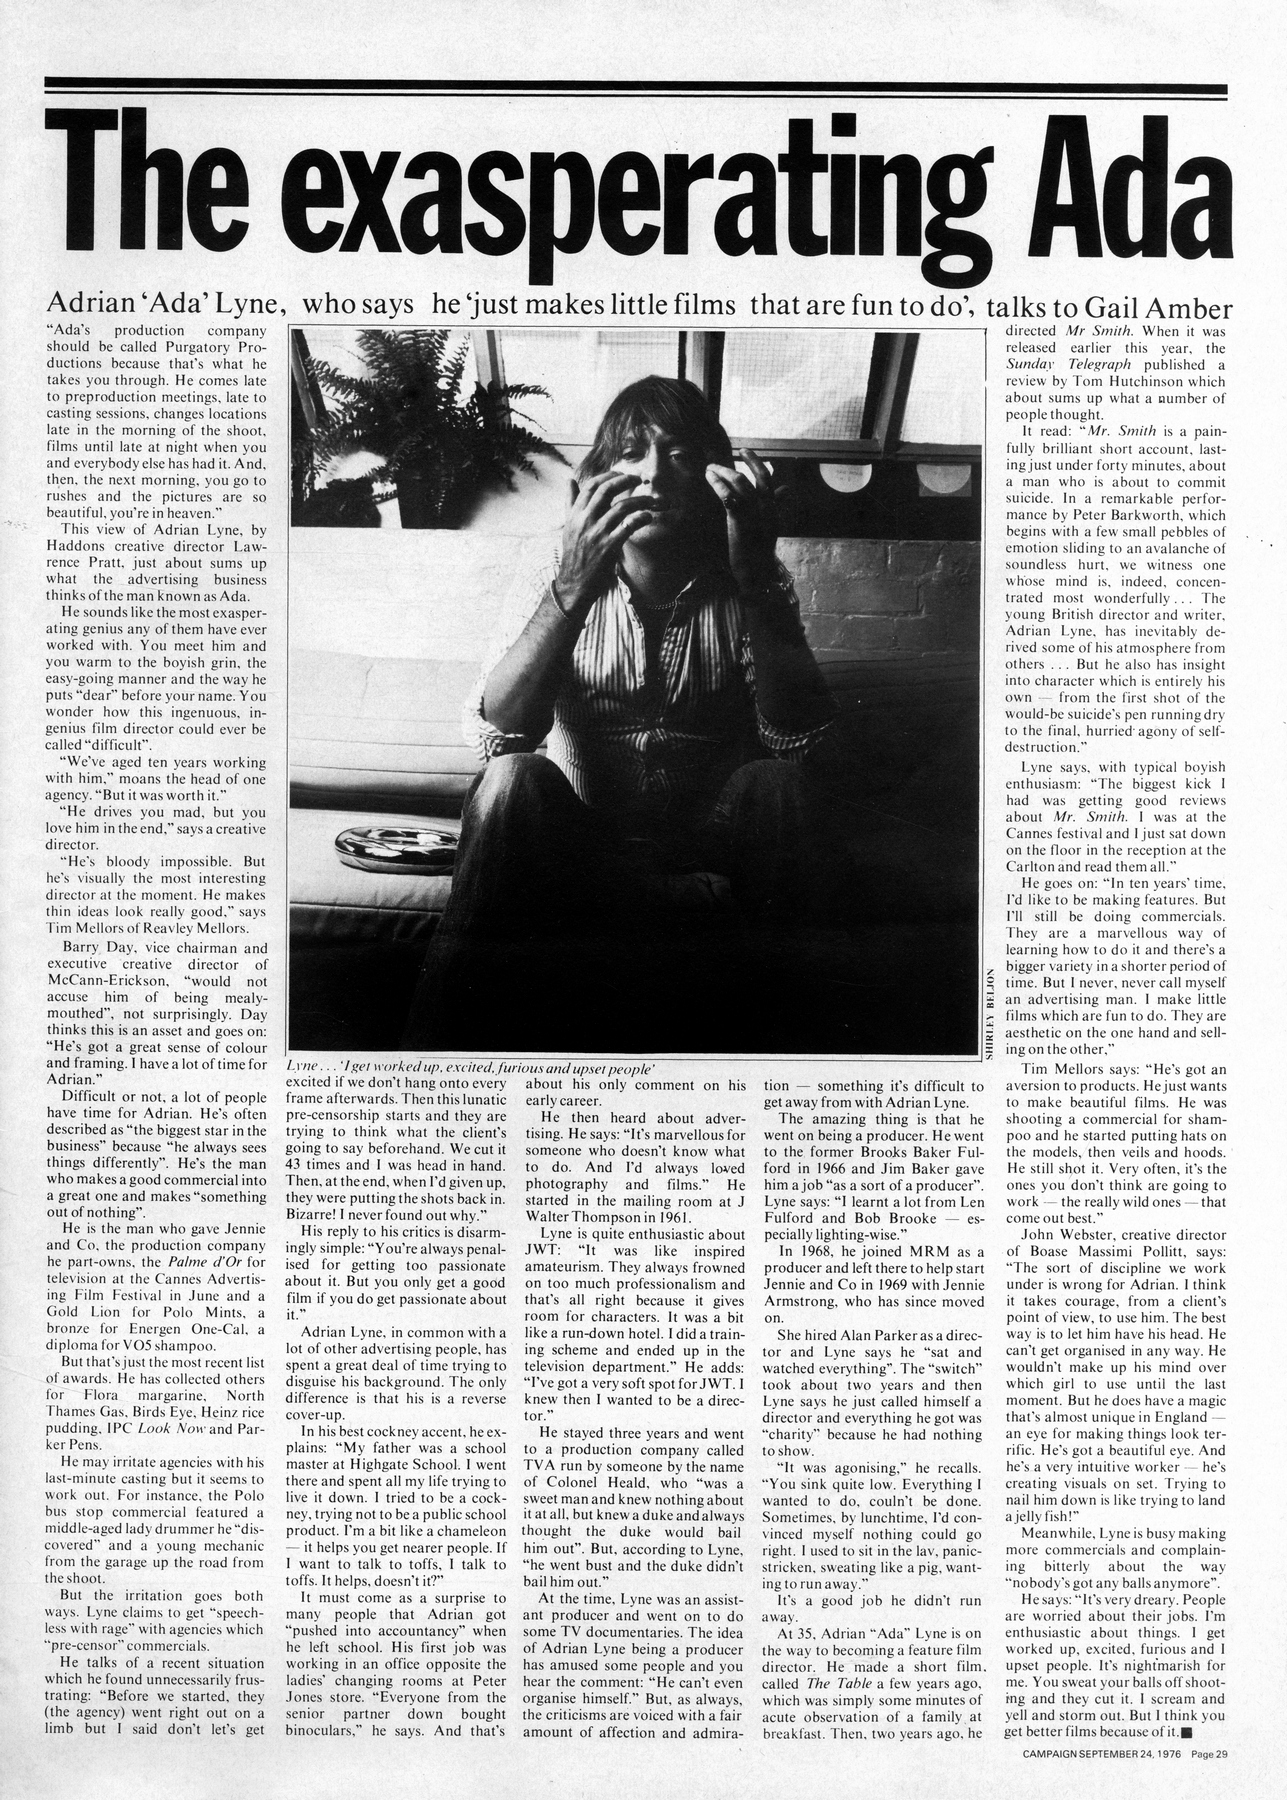 The exasperating Ada
Adrian ‘Ada’ Lyne, who says he ‘just makes little films that are fun to do’, talks to Gail Amber
“Ada's production company
should be called Purgatory Pro-
ductions because that's what he
takes you through. He comes late
to preproduction meetings, late to
casting sessions, changes locations
late in the morning of the shoot,
films until late at night when you
and everybody else has had it. And,
then, the next morning, you go to
rushes and the pictures are so
beautiful, you're in heaven.”
This view of Adrian Lyne, by
Haddons creative director Law-
rence Pratt, just about sums up
what the advertising business
thinks of the man known as Ada.
He sounds like the most exasper-
ating genius any of them have ever
worked with. You meet him and
you warm to the boyish grin, the
easy-going manner and the way he
puts “dear” before your name. You
wonder how this ingenuous, in-
genius film director could ever be
called “difficult”.
“We've aged ten years working
with him,” moans the head of one
agency. “But it was worth it.”
“He drives you mad, but you
love him in the end,” says a creative
director.
“He's bloody impossible. But
he's visually the most interesting
director at the moment. He makes
thin ideas look really good,” says
Tim Mellors of Reavley Mellors.
Barry Day, vice chairman and
executive creative director of
McCann-Erickson, “would not
accuse him of being mealy-
mouthed”, not surprisingly. Day
thinks this is an asset and goes on:
“He's got a great sense of colour
and framing. I have a lot of time for
Adrian.”
Difficult or not, a lot of people
have time for Adrian. He's often
described as “the biggest star in the
business” because “he always sees
things differently”. He's the man
who makes a good commercial into
a great one and makes “something
out of nothing”.
He is the man who gave Jennie
and Co, the production company
he part-owns, the Palme d'Or for
television at the Cannes Advertis-
ing Film Festival in June and a
Gold Lion for Polo Mints, a
bronze for Energen One-Cal, a
diploma for VO5 shampoo.
But that's just the most recent list
of awards. He has collected others
for Flora margarine, North
Thames Gas, Birds Eye, Heinz rice
pudding, IPC Look Now and Par-
ker Pens.
He may irritate agencies with his
last-minute casting but it seems to
work out. For instance, the Polo
bus stop commercial featured a
middle-aged lady drummer he “dis-
covered” and a young mechanic
from the garage up the road from
the shoot.
But the irritation goes both
ways. Lyne claims to get “speech-
less with rage” with agencies which
“pre-censor” commercials.
He talks of a recent situation
which he found unnecessarily frus-
trating: “Before we started, they
(the agency) went right out on a
limb but I said don't let's get
SHIRLEY BELJON
Lyne . . . ‘I get worked up, excited, furious and upset people’
excited if we don't hang onto every
frame afterwards. Then this lunatic
pre-censorship starts and they are
trying to think what the client's
going to say beforehand. We cut it
43 times and I was head in hand.
Then, at the end, when I'd given up,
they were putting the shots back in.
Bizarre! I never found out why.”
His reply to his critics is disarm-
ingly simple: “You're always penal-
ised for getting too passionate
about it. But you only get a good
film if you do get passionate about
it.”
Adrian Lyne, in common with a
lot of other advertising people, has
spent a great deal of time trying to
disguise his background. The only
difference is that his is a reverse
cover-up.
In his best cockney accent, he ex-
plains: “My father was a school
master at Highgate School. I went
there and spent all my life trying to
live it down. I tried to be a cock-
ney, trying not to be a public school
product. I'm a bit like a chameleon
— it helps you get nearer people. If
I want to talk to toffs, I talk to
toffs. It helps, doesn't it?”
It must come as a surprise to
many people that Adrian got
“pushed into accountancy” when
he left school. His first job was
working in an office opposite the
ladies' changing rooms at Peter
Jones store. “Everyone from the
senior partner down bought
binoculars,” he says. And that's
about his only comment on his
early career.
He then heard about adver-
tising. He says: “It's marvellous for
someone who doesn't know what
to do. And I'd always loved
photography and films.” He
started in the mailing room at J
Walter Thompson in 1961.
Lyne is quite enthusiastic about
JWT: “It was like inspired
amateurism. They always frowned
on too much professionalism and
that's all right because it gives
room for characters. It was a bit
like a run-down hotel. I did a train-
ing scheme and ended up in the
television department.” He adds:
“I've got a very soft spot for JWT. I
knew then I wanted to be a direc-
tor.”
He stayed three years and went
to a production company called
TVA run by someone by the name
of Colonel Heald, who “was a
sweet man and knew nothing about
it at all, but knew a duke and always
thought the duke would bail
him out”. But, according to Lyne,
“he went bust and the duke didn't
bail him out.”
At the time, Lyne was an assist-
ant producer and went on to do
some TV documentaries. The idea
of Adrian Lyne being a producer
has amused some people and you
hear the comment: “He can't even
organise himself.” But, as always,
the criticisms are voiced with a fair
amount of affection and admira-
tion — something it's difficult to
get away from with Adrian Lyne.
The amazing thing is that he
went on being a producer. He went
to the former Brooks Baker Ful-
ford in 1966 and Jim Baker gave
him a job “as a sort of a producer”.
Lyne says: “I learnt a lot from Len
Fulford and Bob Brooke — es-
pecially lighting-wise.”
In 1968, he joined MRM as a
producer and left there to help start
Jennie and Co in 1969 with Jennie
Armstrong, who has since moved
on.
She hired Alan Parker as a direc-
tor and Lyne says he “sat and
watched everything”. The “switch”
took about two years and then
Lyne says he just called himself a
director and everything he got was
“charity” because he had nothing
to show.
“It was agonising,” he recalls.
“You sink quite low. Everything I
wanted to do, couln't be done.
Sometimes, by lunchtime, I'd con-
vinced myself nothing could go
right. I used to sit in the lav, panic-
stricken, sweating like a pig, want-
ing to run away.”
It's a good job he didn't run
away.
At 35, Adrian “Ada” Lyne is on
the way to becoming a feature film
director. He made a short film,
called The Table a few years ago,
which was simply some minutes of
acute observation of a family at
breakfast. Then, two years ago, he
directed Mr Smith. When it was
released earlier this year, the
Sunday Telegraph published a
review by Tom Hutchinson which
about sums up what a number of
people thought.
It read: “Mr. Smith is a pain-
fully brilliant short account, last-
ing just under forty minutes, about
a man who is about to commit
suicide. In a remarkable perfor-
mance by Peter Barkworth, which
begins with a few small pebbles of
emotion sliding to an avalanche of
soundless hurt, we witness one
whose mind is, indeed, concen-
trated most wonderfully . . . The
young British director and writer,
Adrian Lyne, has inevitably de-
rived some of his atmosphere from
others . . . But he also has insight
into character which is entirely his
own — from the first shot of the
would-be suicide's pen running dry
to the final, hurried agony of self-
destruction.”
Lyne says, with typical boyish
enthusiasm: “The biggest kick I
had was getting good reviews
about Mr. Smith. I was at the
Cannes festival and I just sat down
on the floor in the reception at the
Carlton and read them all.”
He goes on: “In ten years' time,
I'd like to be making features. But
I'll still be doing commercials.
They are a marvellous way of
learning how to do it and there's a
bigger variety in a shorter period of
time. But I never, never call myself
an advertising man. I make little
films which are fun to do. They are
aesthetic on the one hand and sell-
ing on the other,”
Tim Mellors says: “He's got an
aversion to products. He just wants
to make beautiful films. He was
shooting a commercial for sham-
poo and he started putting hats on
the models, then veils and hoods.
He still shot it. Very often, it's the
ones you don't think are going to
work — the really wild ones — that
come out best.”
John Webster, creative director
of Boase Massimi Pollitt, says:
“The sort of discipline we work
under is wrong for Adrian. I think
it takes courage, from a client's
point of view, to use him. The best
way is to let him have his head. He
can't get organised in any way. He
wouldn't make up his mind over
which girl to use until the last
moment. But he does have a magic
that's almost unique in England —
an eye for making things look ter-
rific. He's got a beautiful eye. And
he's a very intuitive worker — he's
creating visuals on set. Trying to
nail him down is like trying to land
a jelly fish!”
Meanwhile, Lyne is busy making
more commercials and complain-
ing bitterly about the way
“nobody's got any balls anymore”.
He says: “It's very dreary. People
are worried about their jobs. I'm
enthusiastic about things. I get
worked up, excited, furious and I
upset people. It's nightmarish for
me. You sweat your balls off shoot-
ing and they cut it. I scream and
yell and storm out. But I think you
get better films because of it.
CAMPAIGN SEPTEMBER 24, 1976 Page 29